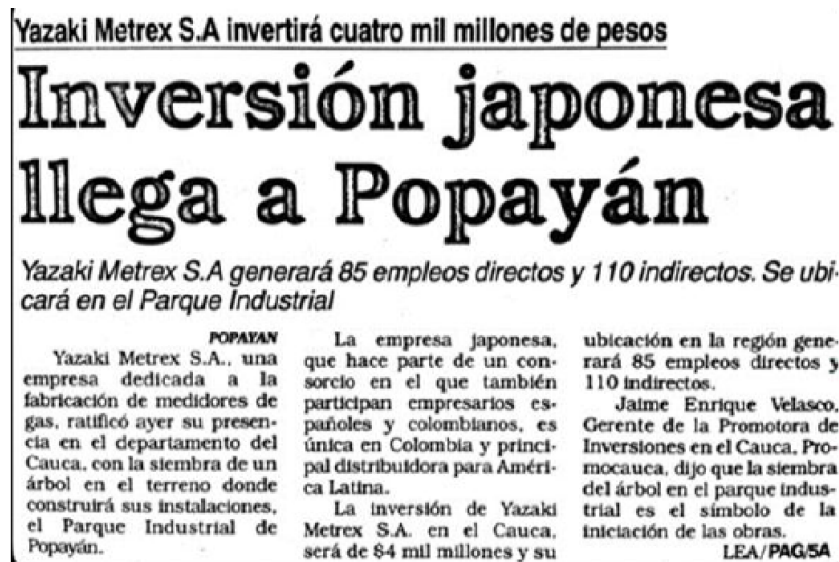 Yazaki Metrex S.A invertirá cuatro mil millones de pesos
Inversión japonesa
llega a Popayán
Yazaki Metrex S.A generará 85 empleos directos y 110 indirectos. Se ubi-
cará en el Parque Industrial
POPAYAN
Yazaki Metrex S.A., una
empresa dedicada a la
fabricación de medidores de
gas, ratificó ayer su presen-
cia en el departamento del
Cauca, con la siembra de un
árbol en el terreno donde
construirá sus instalaciones,
el Parque Industrial de
Popayán.
La empresa japonesa,
que hace parte de un con-
sorcio en el que también
participan empresarios es-
pañoles y colombianos, es
única en Colombia y princi-
pal distribuidora para Améri-
ca Latina.
La inversión de Yazaki
Metrex S.A. en el Cauca,
será de $4 mil millones y su
ubicación en la región gene-
rará 85 empleos directos y
110 indirectos.
Jaime Enrique Velasco,
Gerente de la Promotora de
Inversiones en el Cauca, Pro-
mocauca, dijo que la siembra
del árbol en el parque indus-
trial es el símbolo de la
iniciación de las obras.
LEA/PAG/5A